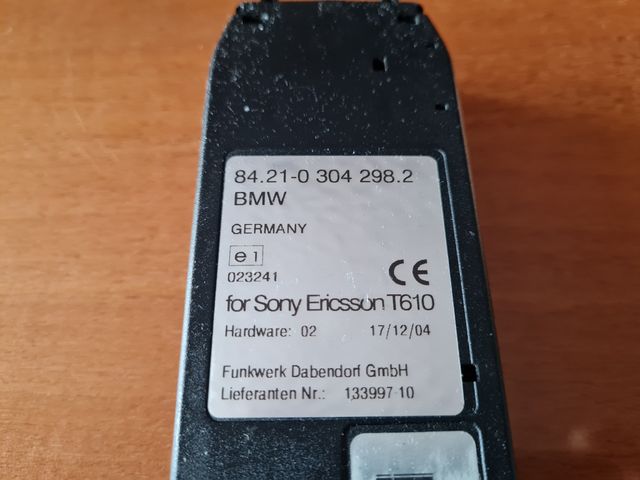 84.21-0 304 298.2
BMW
GERMANY
e1
023241
CE
for Sony Ericsson T610
Hardware: 02 17/12/04
Funkwerk Dabendorf GmbH
Lieferanten Nr.: 133997-10